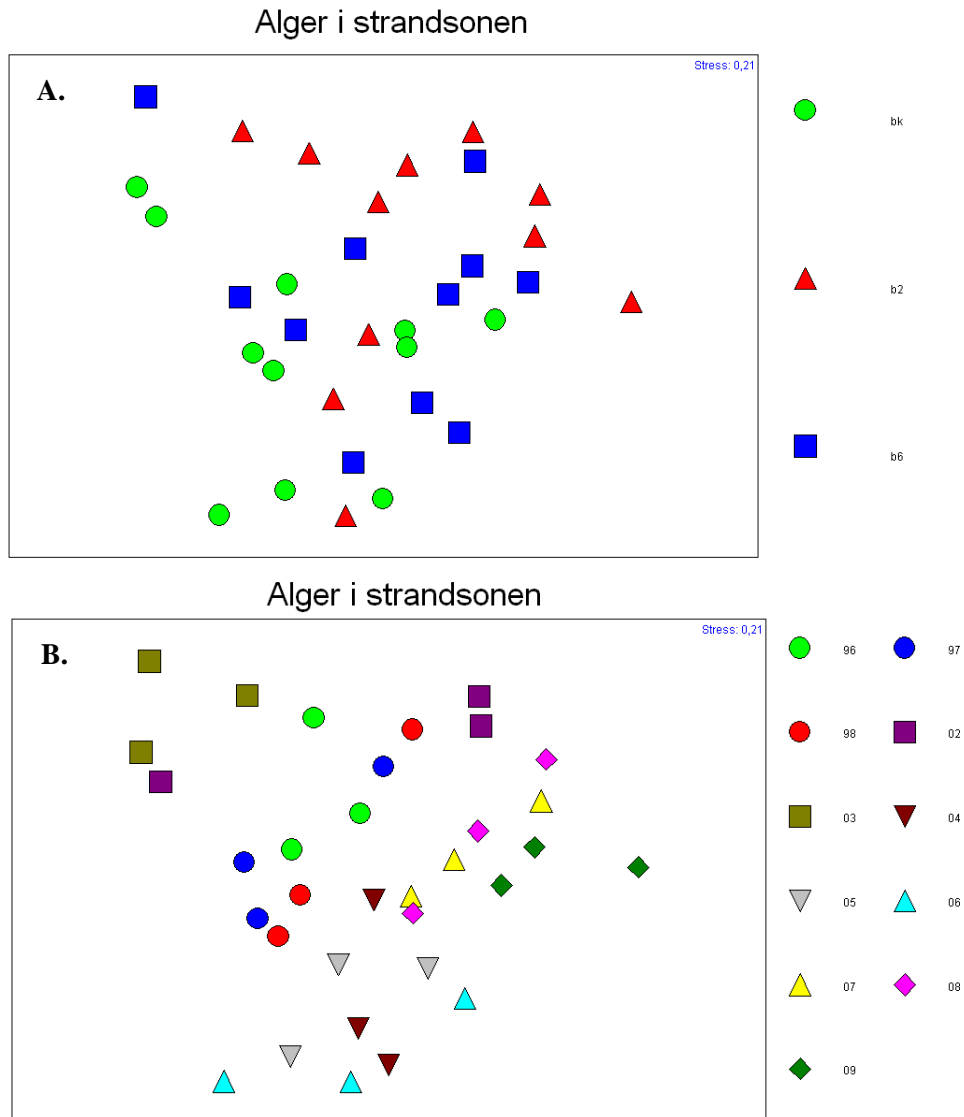 Alger i strandsonen
A.
Stress: 0,21
bk
b2
b6
Alger i strandsonen
B.
Stress: 0,21
96 97
98 02
03 04
05 06
07 08
09